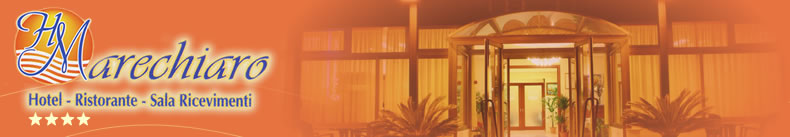 HMarechiaro
Hotel - Ristorante - Sala Ricevimenti